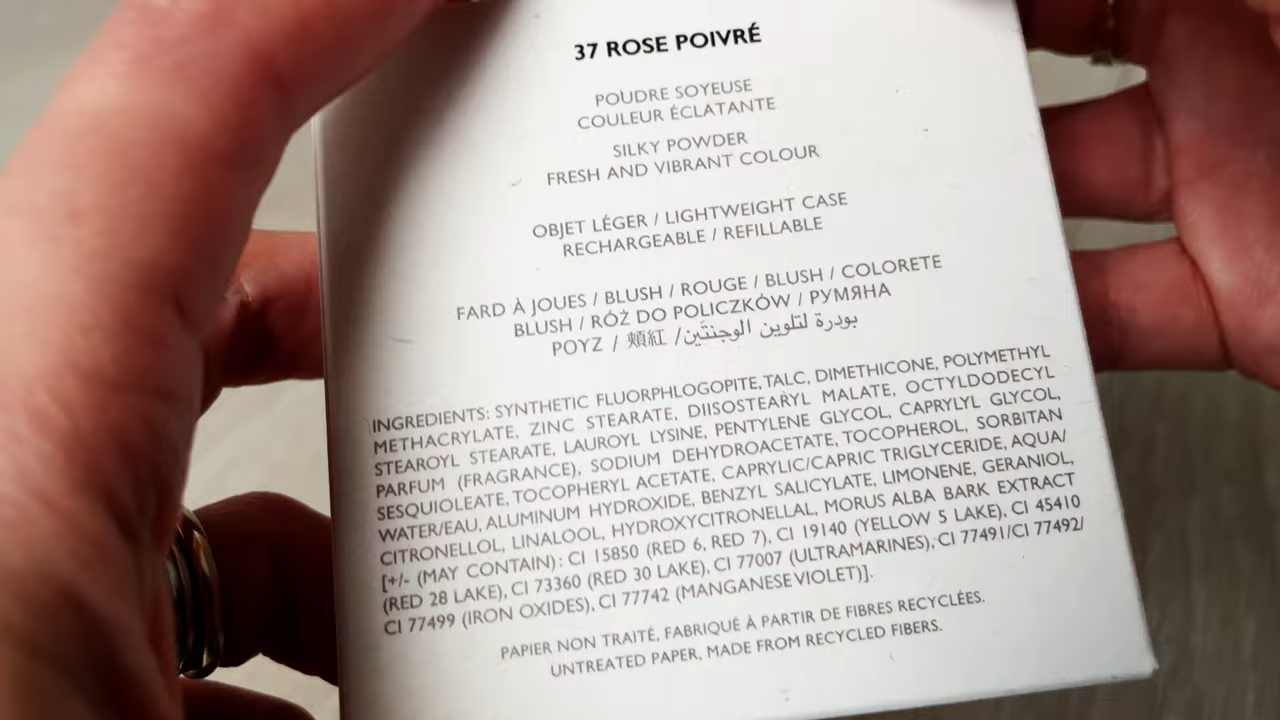 37 ROSE POIVRÉ
POUDRE SOYEUSE
COULEUR ÉCLATANTE
SILKY POWDER
FRESH AND VIBRANT COLOUR
OBJET LÉGER / LIGHTWEIGHT CASE
RECHARGEABLE / REFILLABLE
FARD À JOUES / BLUSH / ROUGE / BLUSH / COLORETE
BLUSH / RÓŻ DO POLICZKÓW / РУМЯНА
РОУZ / 頬紅 / بودرة لتلوين الوجنتَين
INGREDIENTS: SYNTHETIC FLUORPHLOGOPITE, TALC, DIMETHICONE, POLYMETHYL
METHACRYLATE, ZINC STEARATE, DIISOSTEARYL MALATE, OCTYLDODECYL
STEAROYL STEARATE, LAUROYL LYSINE, PENTYLENE GLYCOL, CAPRYLYL GLYCOL,
PARFUM (FRAGRANCE), SODIUM DEHYDROACETATE, TOCOPHEROL, SORBITAN
SESQUIOLEATE, TOCOPHERYL ACETATE, CAPRYLIC/CAPRIC TRIGLYCERIDE, AQUA/
WATER/EAU, ALUMINUM HYDROXIDE, BENZYL SALICYLATE, LIMONENE, GERANIOL,
CITRONELLOL, LINALOOL, HYDROXYCITRONELLAL, MORUS ALBA BARK EXTRACT
[+/- (MAY CONTAIN): CI 15850 (RED 6, RED 7), CI 19140 (YELLOW 5 LAKE), CI 45410
(RED 28 LAKE), CI 73360 (RED 30 LAKE), CI 77007 (ULTRAMARINES), CI 77491/CI 77492/
CI 77499 (IRON OXIDES), CI 77742 (MANGANESE VIOLET)].
PAPIER NON TRAITÉ, FABRIQUÉ À PARTIR DE FIBRES RECYCLÉES.
UNTREATED PAPER, MADE FROM RECYCLED FIBERS.